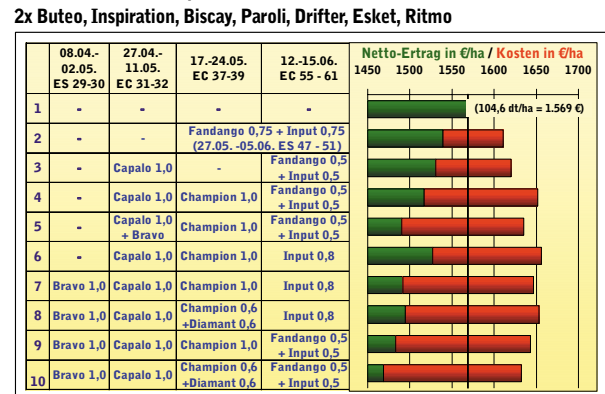 2x Buteo, Inspiration, Biscay, Paroli, Drifter, Esket, Ritmo
08.04.- 27.04.- 17.-24.05. 12.-15.06. Netto-Ertrag in €/ha / Kosten in €/ha
02.05. 11.05. EC 37-39 EC 55 - 61 1450 1500 1550 1600 1650 1700
ES 29-30 EC 31-32
1 - - - - (104,6 dt/ha = 1.569 €)
2 - - Fandango 0,75 + Input 0,75
(27.05. -05.06. ES 47 - 51)
3 - Capalo 1,0 - Fandango 0,5
+ Input 0,5
4 - Capalo 1,0 Champion 1,0 Fandango 0,5
+ Input 0,5
5 - Capalo 1,0 Champion 1,0 Fandango 0,5
+ Bravo + Input 0,5
6 - Capalo 1,0 Champion 1,0 Input 0,8
7 Bravo 1,0 Capalo 1,0 Champion 1,0 Input 0,8
8 Bravo 1,0 Capalo 1,0 Champion 0,6 Input 0,8
+Diamant 0,6
9 Bravo 1,0 Capalo 1,0 Champion 1,0 Fandango 0,5
+ Input 0,5
10 Bravo 1,0 Capalo 1,0 Champion 0,6 Fandango 0,5
+Diamant 0,6 + Input 0,5